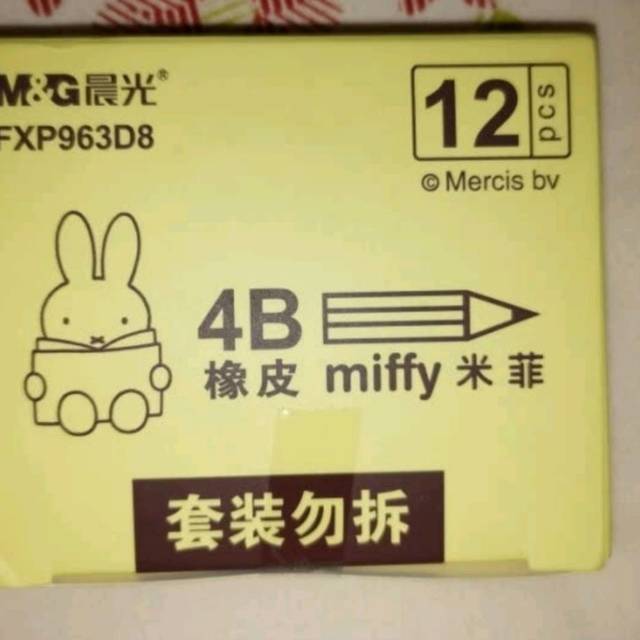 M&G晨光®
FXP963D8
12 pcs
© Mercis bv
4B
橡皮 miffy 米菲
套装勿拆